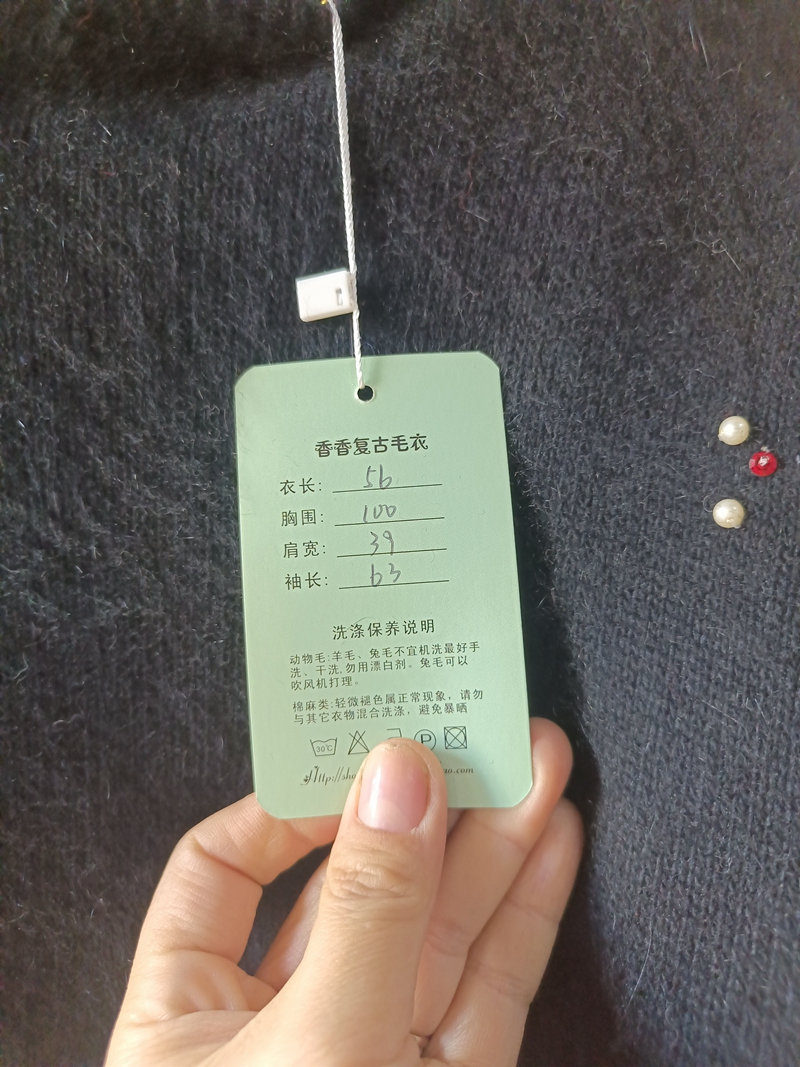 香香复古毛衣
衣长: 56
胸围: 100
肩宽: 39
袖长: 63
洗涤保养说明
动物毛:羊毛、兔毛不宜机洗最好手
洗、干洗,勿用漂白剂。兔毛可以
吹风机打理。
棉麻类:轻微褪色属正常现象，请勿
与其它衣物混合洗涤，避免暴晒
30℃ P